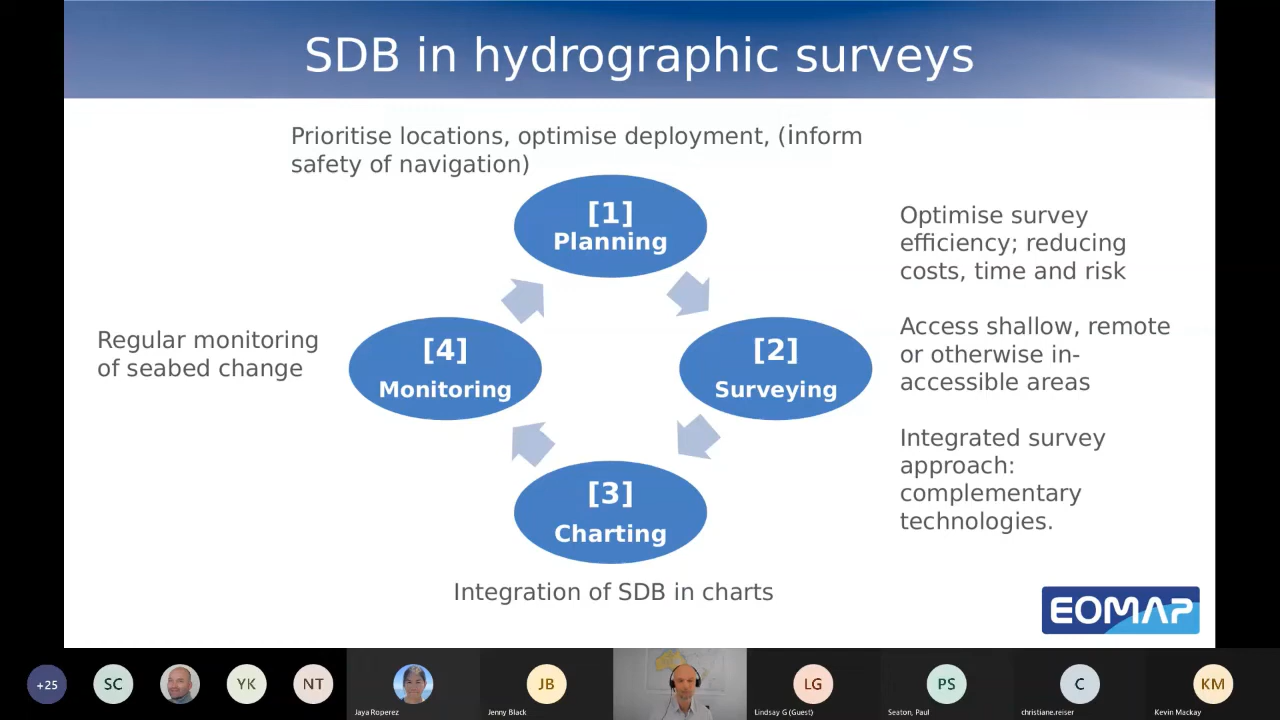 SDB in hydrographic surveys
Prioritise locations, optimise deployment, (inform
safety of navigation)
[1]
Planning
Optimise survey
efficiency; reducing
costs, time and risk
Access shallow, remote
or otherwise in-
accessible areas
Integrated survey
approach:
complementary
technologies.
[2]
Surveying
[3]
Charting
Integration of SDB in charts
[4]
Monitoring
Regular monitoring
of seabed change
EOMAP
+25
SC
YK
NT
Jaya Roperez
JB
Jenny Black
LG
Lindsay G (Guest)
PS
Seaton, Paul
C
christiane.reiser
KM
Kevin Mackay